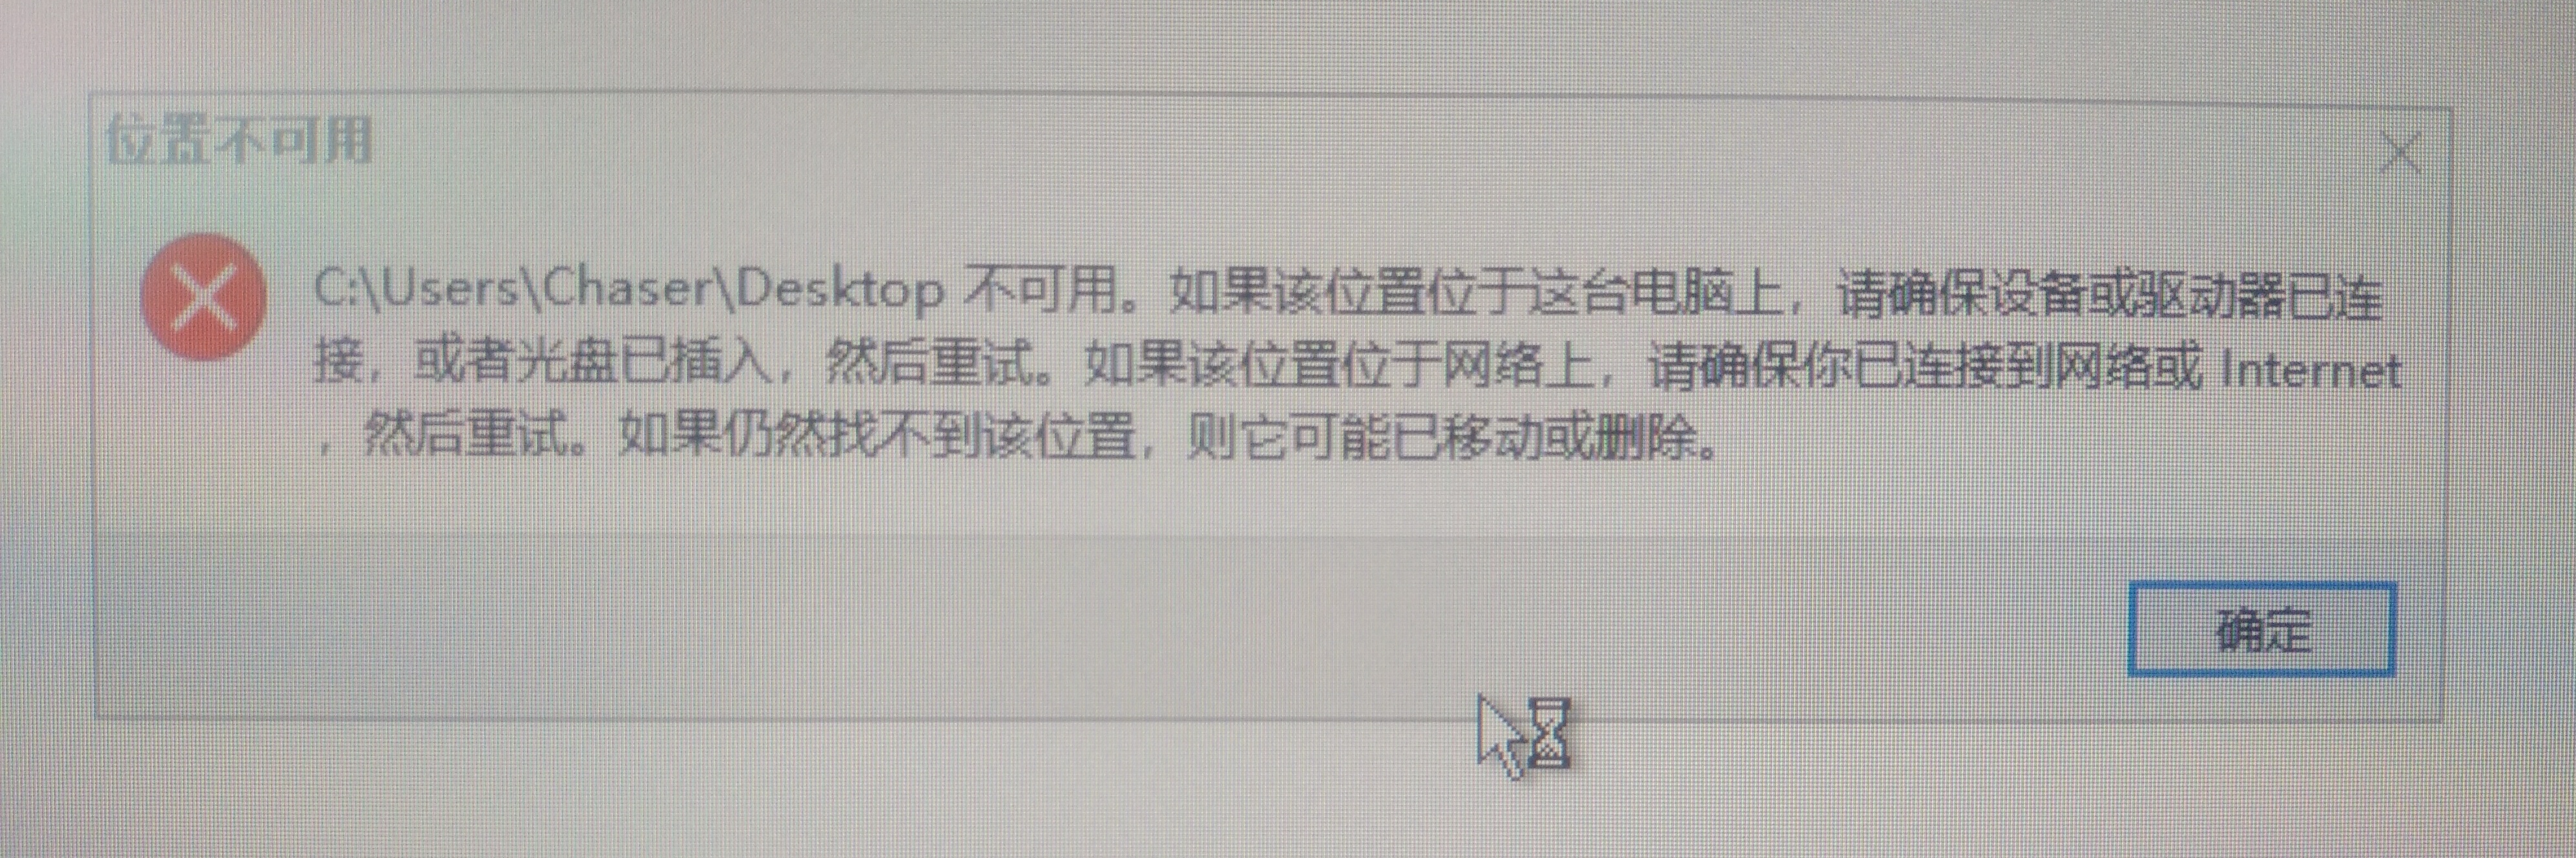 位置不可用
C:\Users\Chaser\Desktop 不可用。如果该位置位于这台电脑上，请确保设备或驱动器已连
接，或者光盘已插入，然后重试。如果该位置位于网络上，请确保你已连接到网络或 Internet
，然后重试。如果仍然找不到该位置，则它可能已移动或删除。
确定